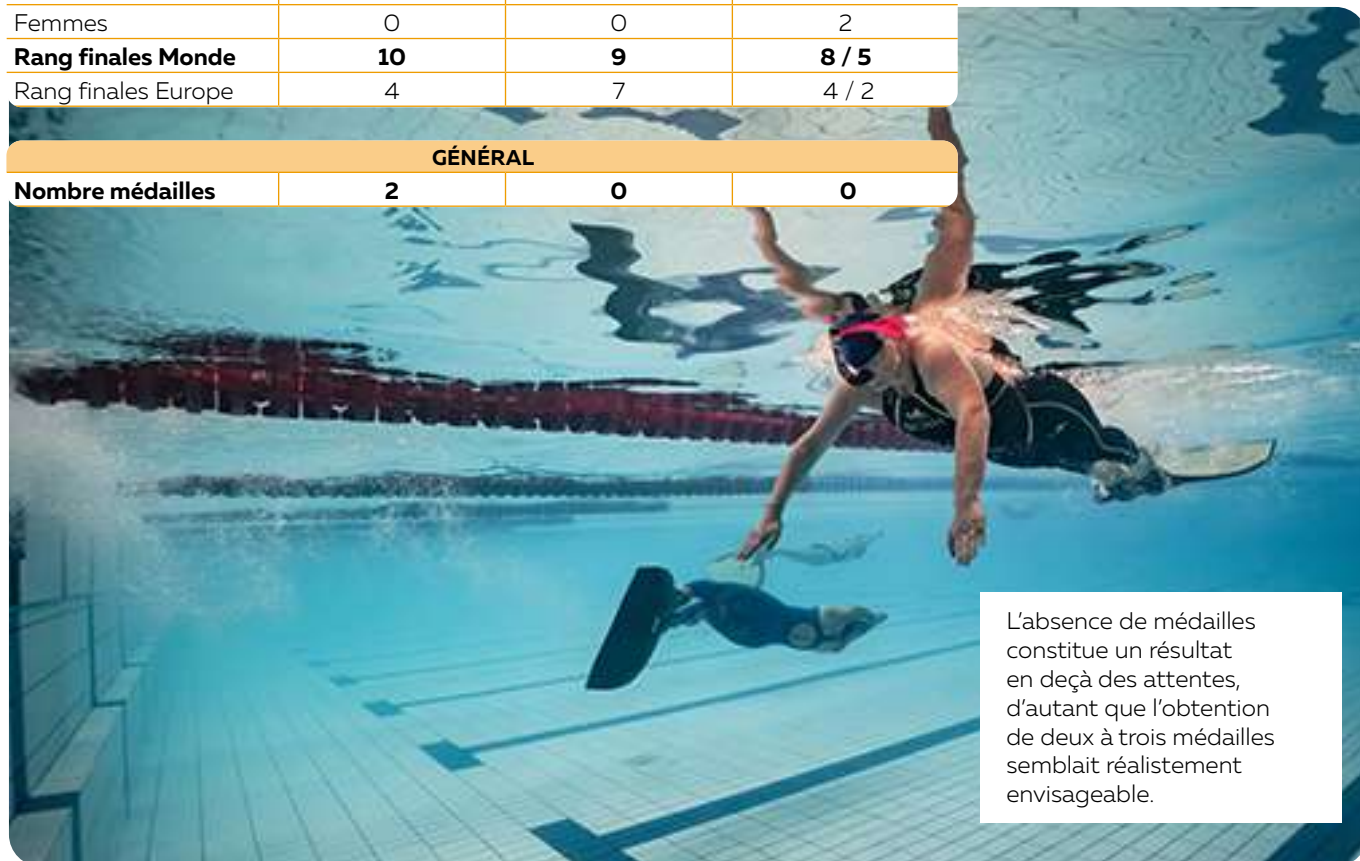 Femmes 0 0 2
Rang finales Monde 10 9 8 / 5
Rang finales Europe 4 7 4 / 2
GÉNÉRAL
Nombre médailles 2 0 0
L'absence de médailles
constitue un résultat
en deçà des attentes,
d'autant que l'obtention
de deux à trois médailles
semblait réalistement
envisageable.